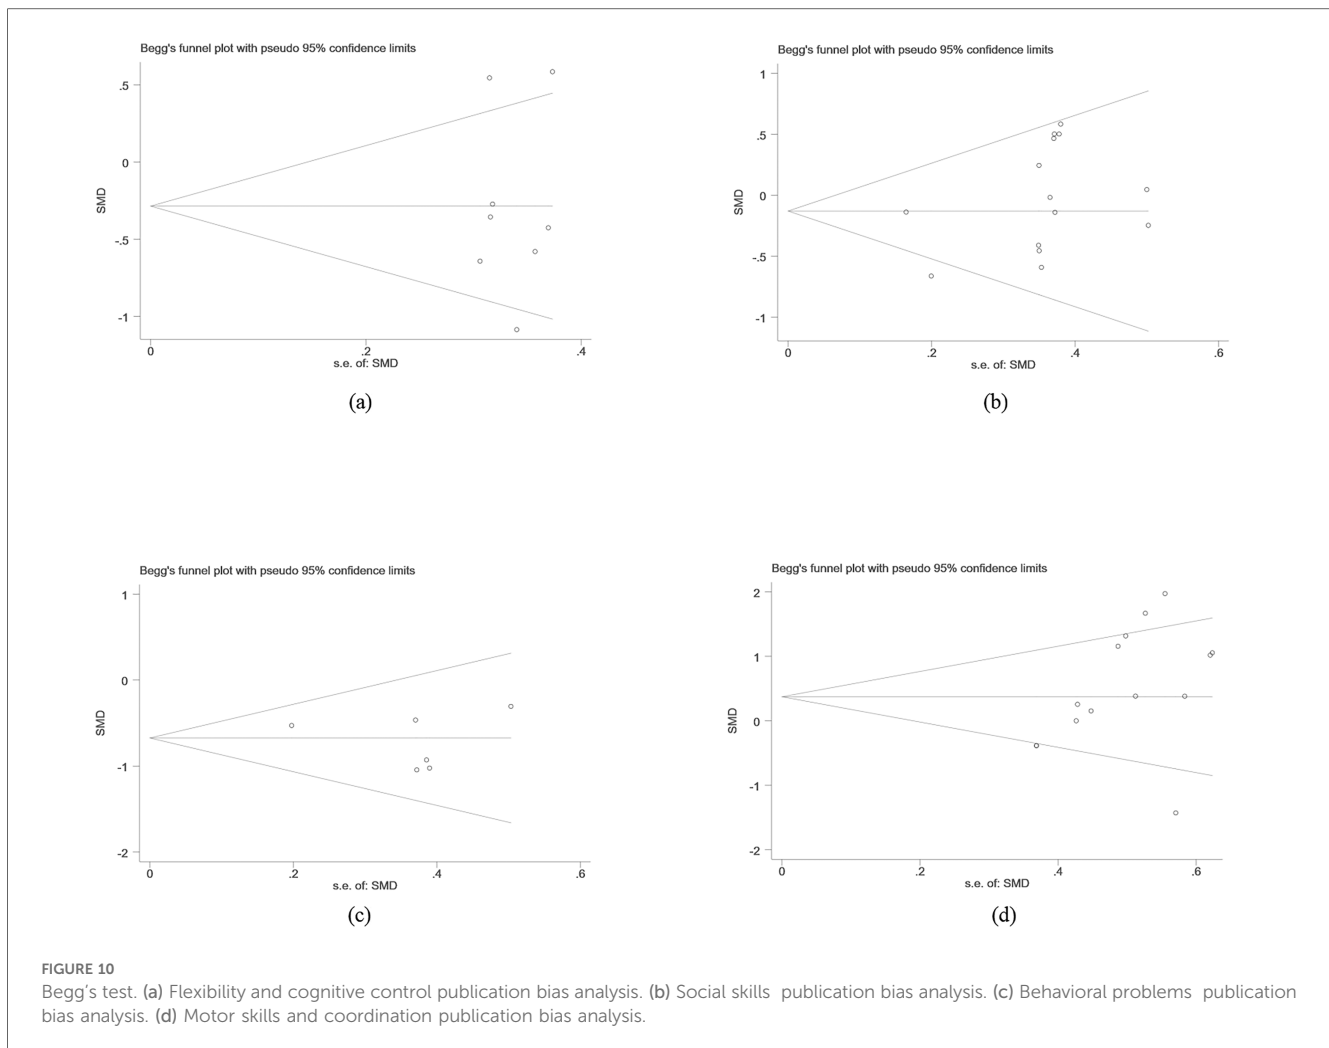 Begg's funnel plot with pseudo 95% confidence limits
.5
0
-.5
-1
SMD
0 .2 .4
s.e. of: SMD
(a)
Begg's funnel plot with pseudo 95% confidence limits
1
.5
0
-.5
-1
SMD
0 .2 .4 .6
s.e. of: SMD
(b)
Begg's funnel plot with pseudo 95% confidence limits
1
0
-1
-2
SMD
0 .2 .4 .6
s.e. of: SMD
(c)
Begg's funnel plot with pseudo 95% confidence limits
2
1
0
-1
-2
SMD
0 .2 .4 .6
s.e. of: SMD
(d)
FIGURE 10
Begg's test. (a) Flexibility and cognitive control publication bias analysis. (b) Social skills publication bias analysis. (c) Behavioral problems publication
bias analysis. (d) Motor skills and coordination publication bias analysis.